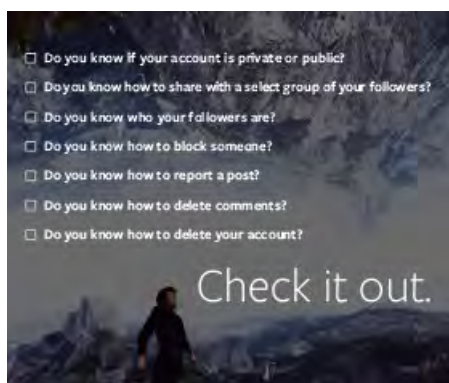 Do you know if your account is private or public?
Do you know how to share with a select group of your followers?
Do you know who your followers are?
Do you know how to block someone?
Do you know how to report a post?
Do you know how to delete comments?
Do you know how to delete your account?
Check it out.